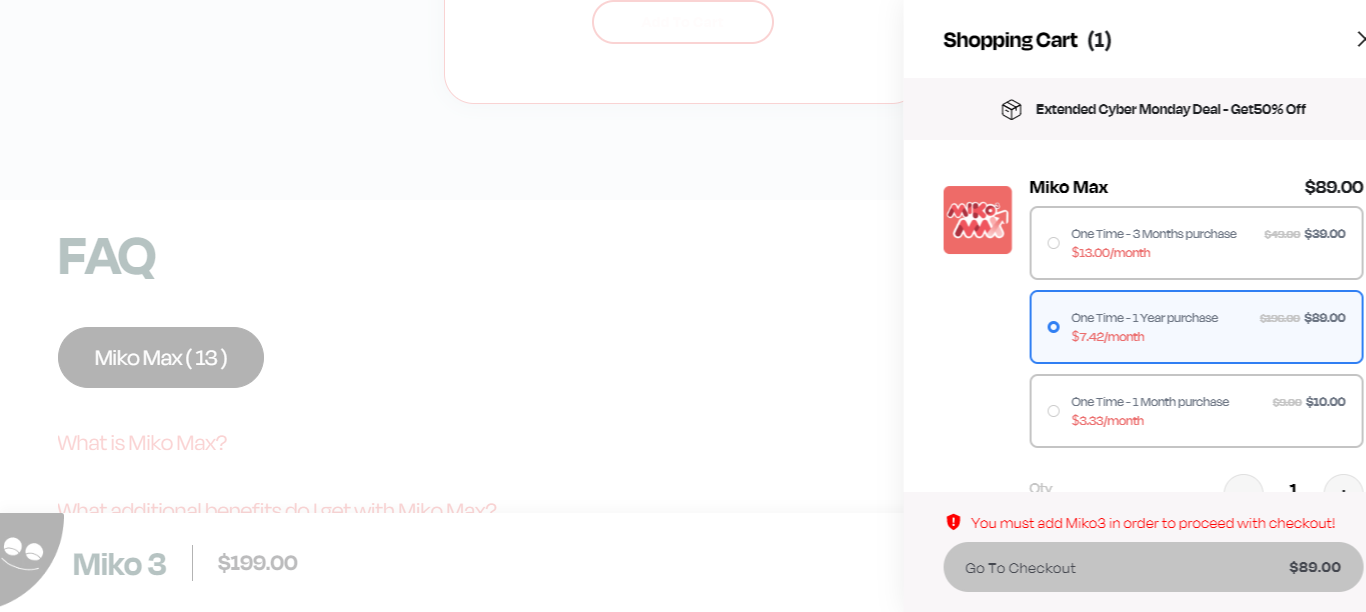 FAQ
Miko Max ( 13 )
What is Miko Max?
What additional benefits do I get with Miko Max?
Miko 3
$199.00
Shopping Cart (1)
Extended Cyber Monday Deal - Get50% Off
MIKO MAX
Miko Max $89.00
One Time - 3 Months purchase $49.00 $39.00
$13.00/month
One Time - 1 Year purchase $196.00 $89.00
$7.42/month
One Time - 1 Month purchase $9.00 $10.00
$3.33/month
Qty 1
You must add Miko3 in order to proceed with checkout!
Go To Checkout $89.00